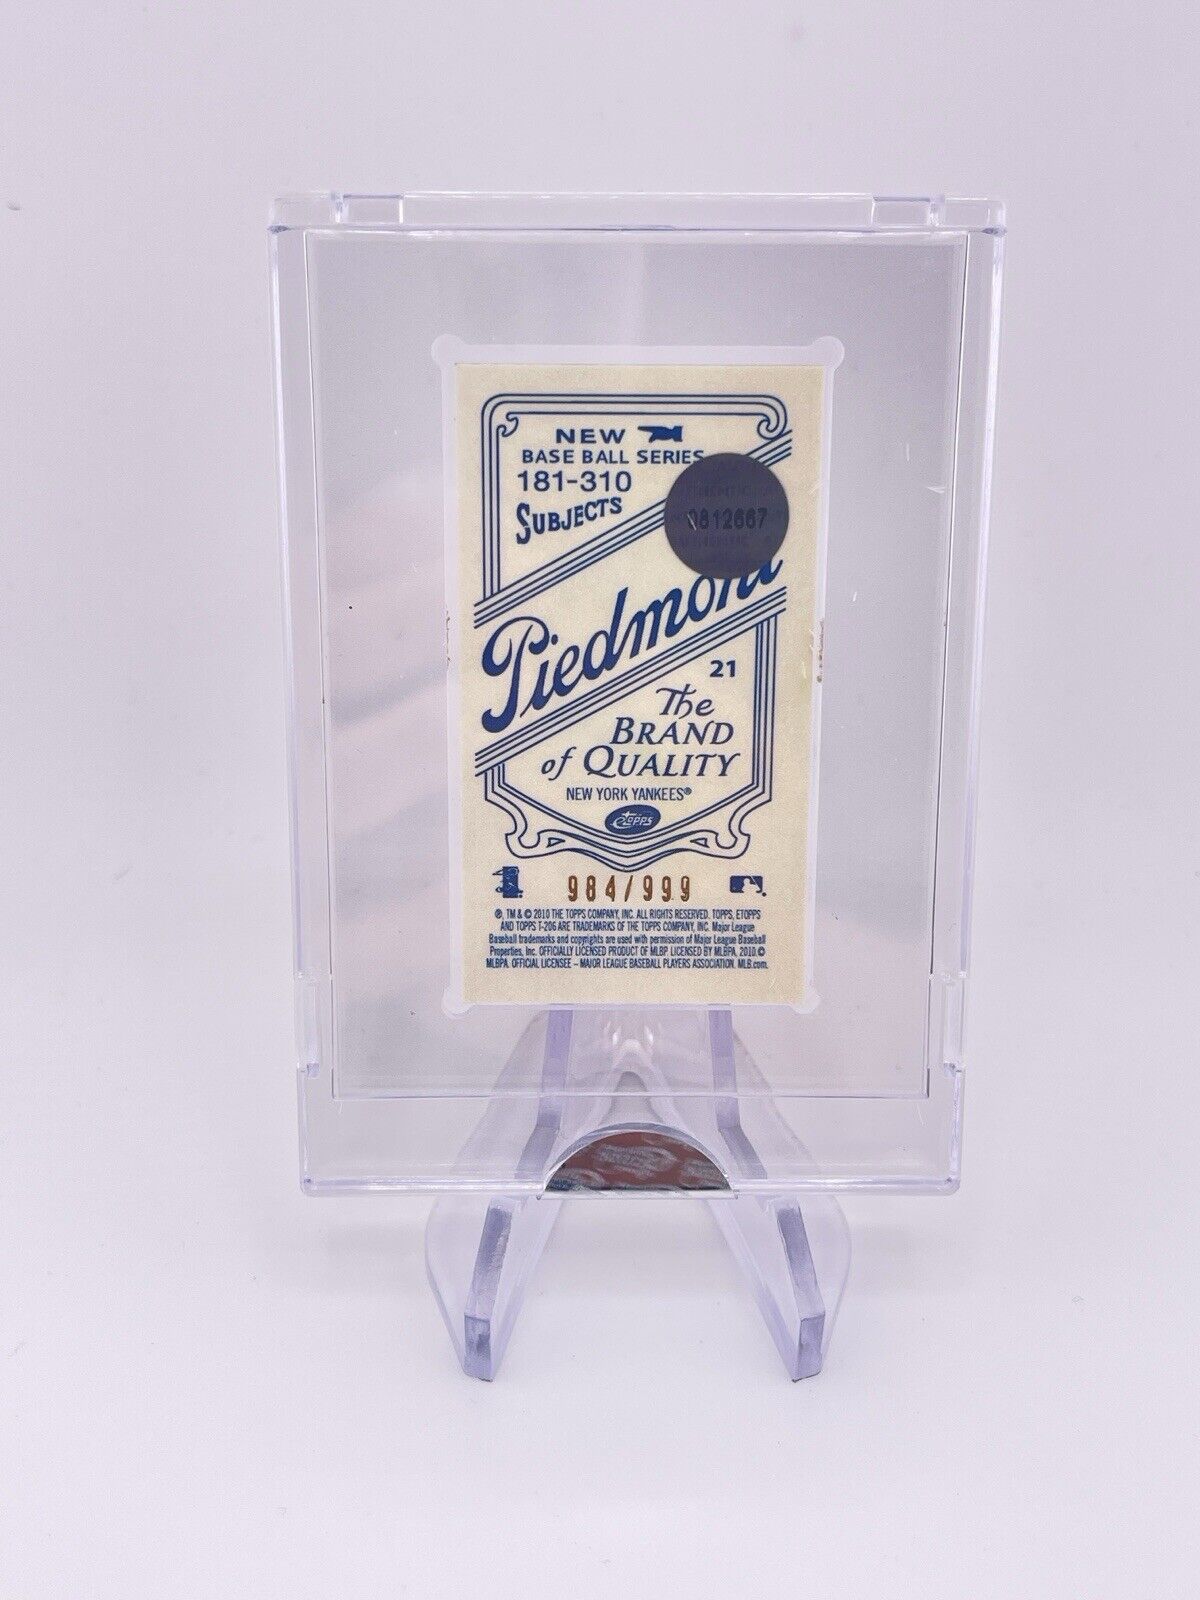 NEW
BASE BALL SERIES
181-310
SUBJECTS
0812667
Piedmont
21
The
BRAND
of QUALITY
NEW YORK YANKEES®
etopps
984/999
®, TM & © 2010 THE TOPPS COMPANY, INC. ALL RIGHTS RESERVED. TOPPS, ETOPPS
AND TOPPS T-206 ARE TRADEMARKS OF THE TOPPS COMPANY, INC. Major League
Baseball trademarks and copyrights are used with permission of Major League Baseball
Properties, Inc. OFFICIALLY LICENSED PRODUCT OF MLBP. LICENSED BY MLBPA, 2010.©
MLBPA. OFFICIAL LICENSEE – MAJOR LEAGUE BASEBALL PLAYERS ASSOCIATION. MLB.com.